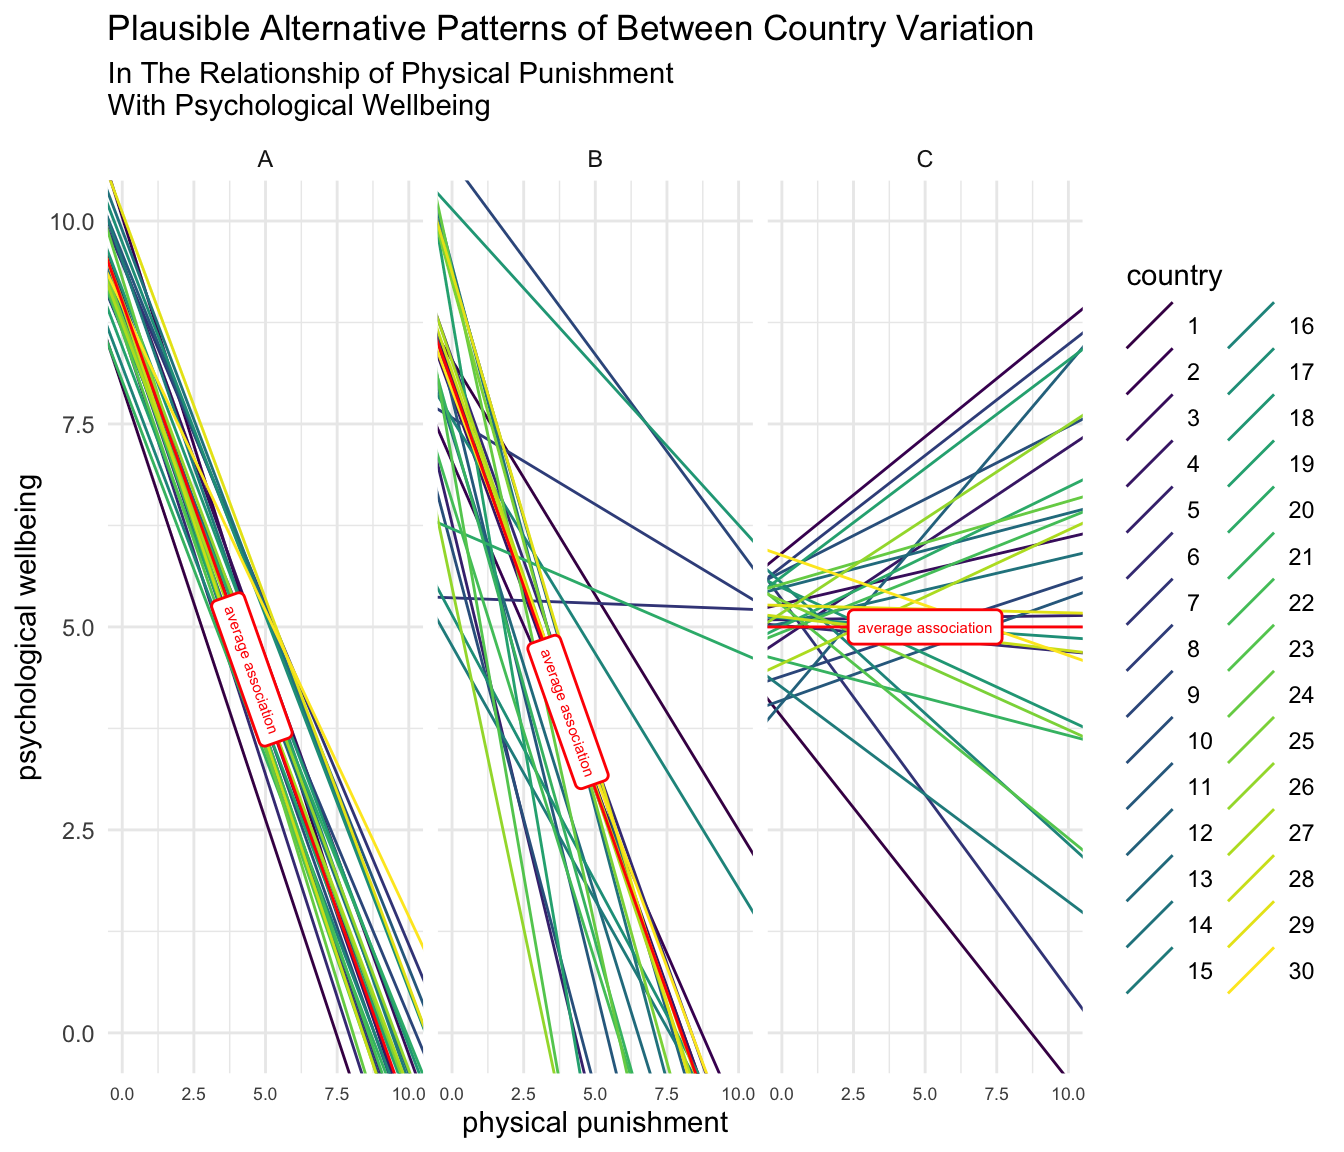 Plausible Alternative Patterns of Between Country Variation
In The Relationship of Physical Punishment
With Psychological Wellbeing
A
B
C
psychological wellbeing
10.0
7.5
5.0
2.5
0.0
average association
average association
average association
0.0 2.5 5.0 7.5 10.0
0.0 2.5 5.0 7.5 10.0
0.0 2.5 5.0 7.5 10.0
physical punishment
country
1 16
2 17
3 18
4 19
5 20
6 21
7 22
8 23
9 24
10 25
11 26
12 27
13 28
14 29
15 30